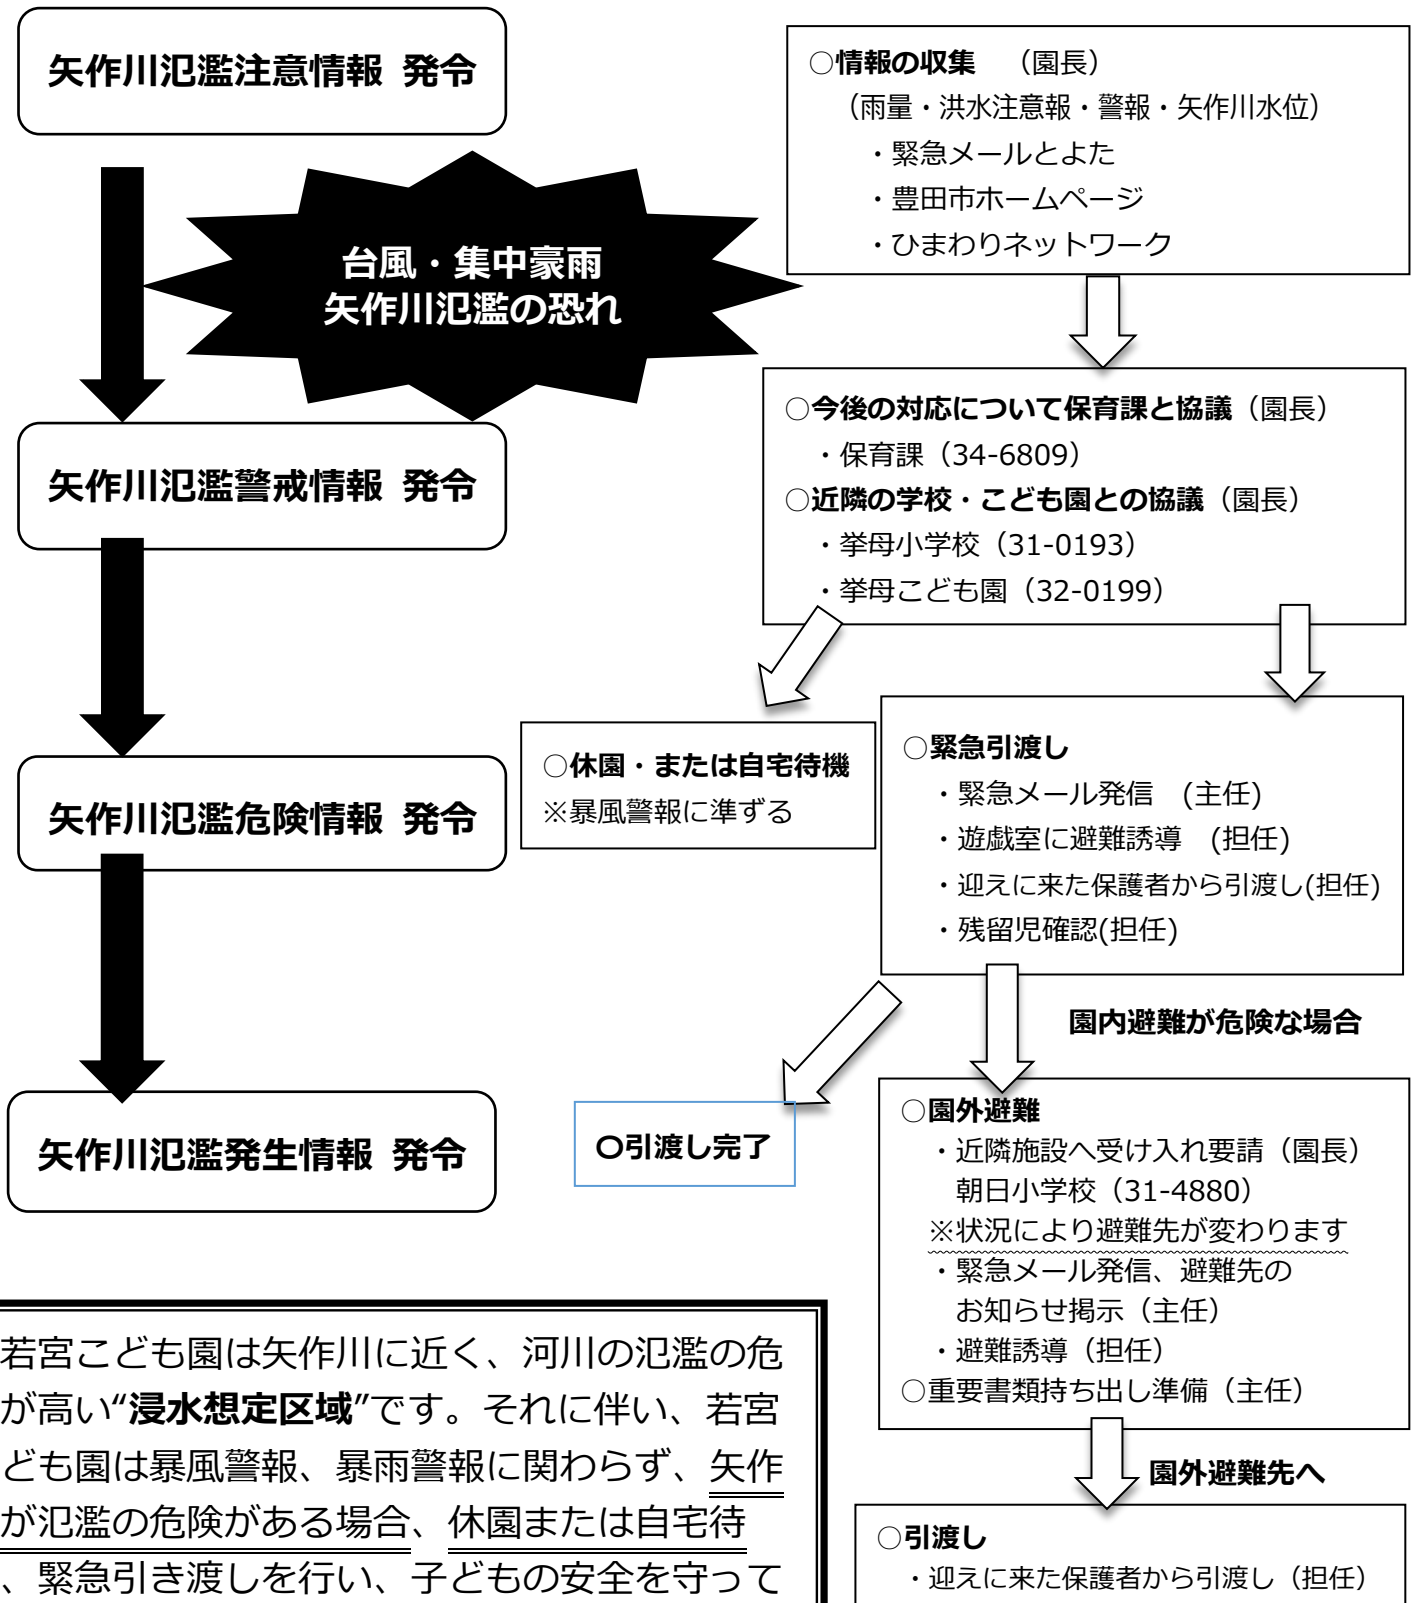 矢作川氾濫注意情報 発令
台風・集中豪雨
矢作川氾濫の恐れ
矢作川氾濫警戒情報 発令
矢作川氾濫危険情報 発令
矢作川氾濫発生情報 発令
○情報の収集　（園長）
（雨量・洪水注意報・警報・矢作川水位）
・緊急メールとよた
・豊田市ホームページ
・ひまわりネットワーク
○今後の対応について保育課と協議（園長）
・保育課（34-6809）
○近隣の学校・こども園との協議（園長）
・挙母小学校（31-0193）
・挙母こども園（32-0199）
○休園・または自宅待機
※暴風警報に準ずる
○緊急引渡し
・緊急メール発信　(主任)
・遊戯室に避難誘導　(担任)
・迎えに来た保護者から引渡し(担任)
・残留児確認(担任)
園内避難が危険な場合
〇引渡し完了
○園外避難
・近隣施設へ受け入れ要請（園長）
朝日小学校（31-4880）
※状況により避難先が変わります
・緊急メール発信、避難先の
お知らせ掲示（主任）
・避難誘導（担任）
○重要書類持ち出し準備（主任）
園外避難先へ
○引渡し
・迎えに来た保護者から引渡し（担任）
若宮こども園は矢作川に近く、河川の氾濫の危
が高い“浸水想定区域”です。それに伴い、若宮
ども園は暴風警報、暴雨警報に関わらず、矢作
が氾濫の危険がある場合、休園または自宅待
、緊急引き渡しを行い、子どもの安全を守って